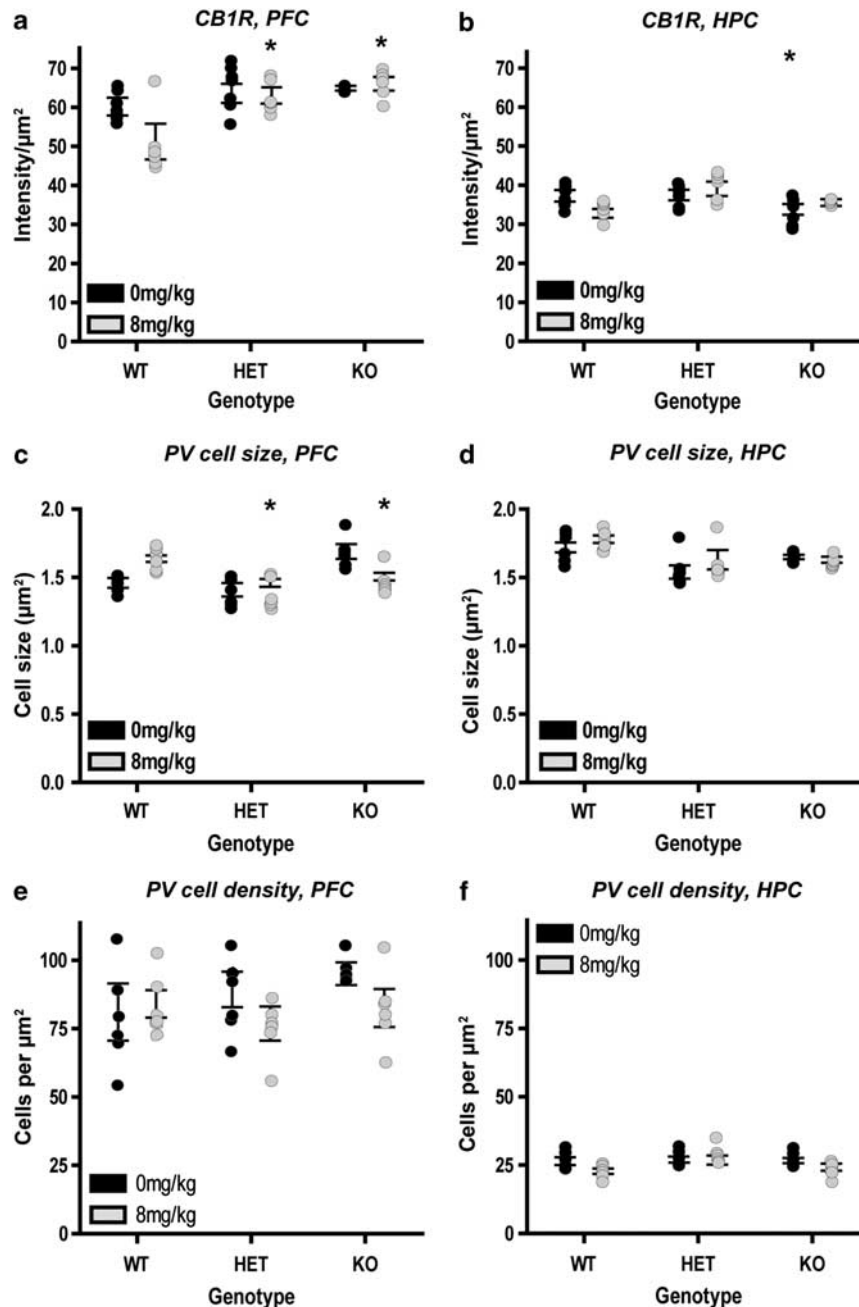 a
CB1R, PFC
Intensity/µm²
70
60
50
40
30
20
10
0
* *
0mg/kg
8mg/kg
WT HET KO
Genotype
b
CB1R, HPC
Intensity/µm²
70
60
50
40
30
20
10
0
*
0mg/kg
8mg/kg
WT HET KO
Genotype
c
PV cell size, PFC
Cell size (µm²)
2.0
1.5
1.0
0.5
0.0
* *
0mg/kg
8mg/kg
WT HET KO
Genotype
d
PV cell size, HPC
Cell size (µm²)
2.0
1.5
1.0
0.5
0.0
0mg/kg
8mg/kg
WT HET KO
Genotype
e
PV cell density, PFC
Cells per µm²
100
75
50
25
0
0mg/kg
8mg/kg
WT HET KO
Genotype
f
PV cell density, HPC
Cells per µm²
0mg/kg
8mg/kg
100
75
50
25
0
WT HET KO
Genotype